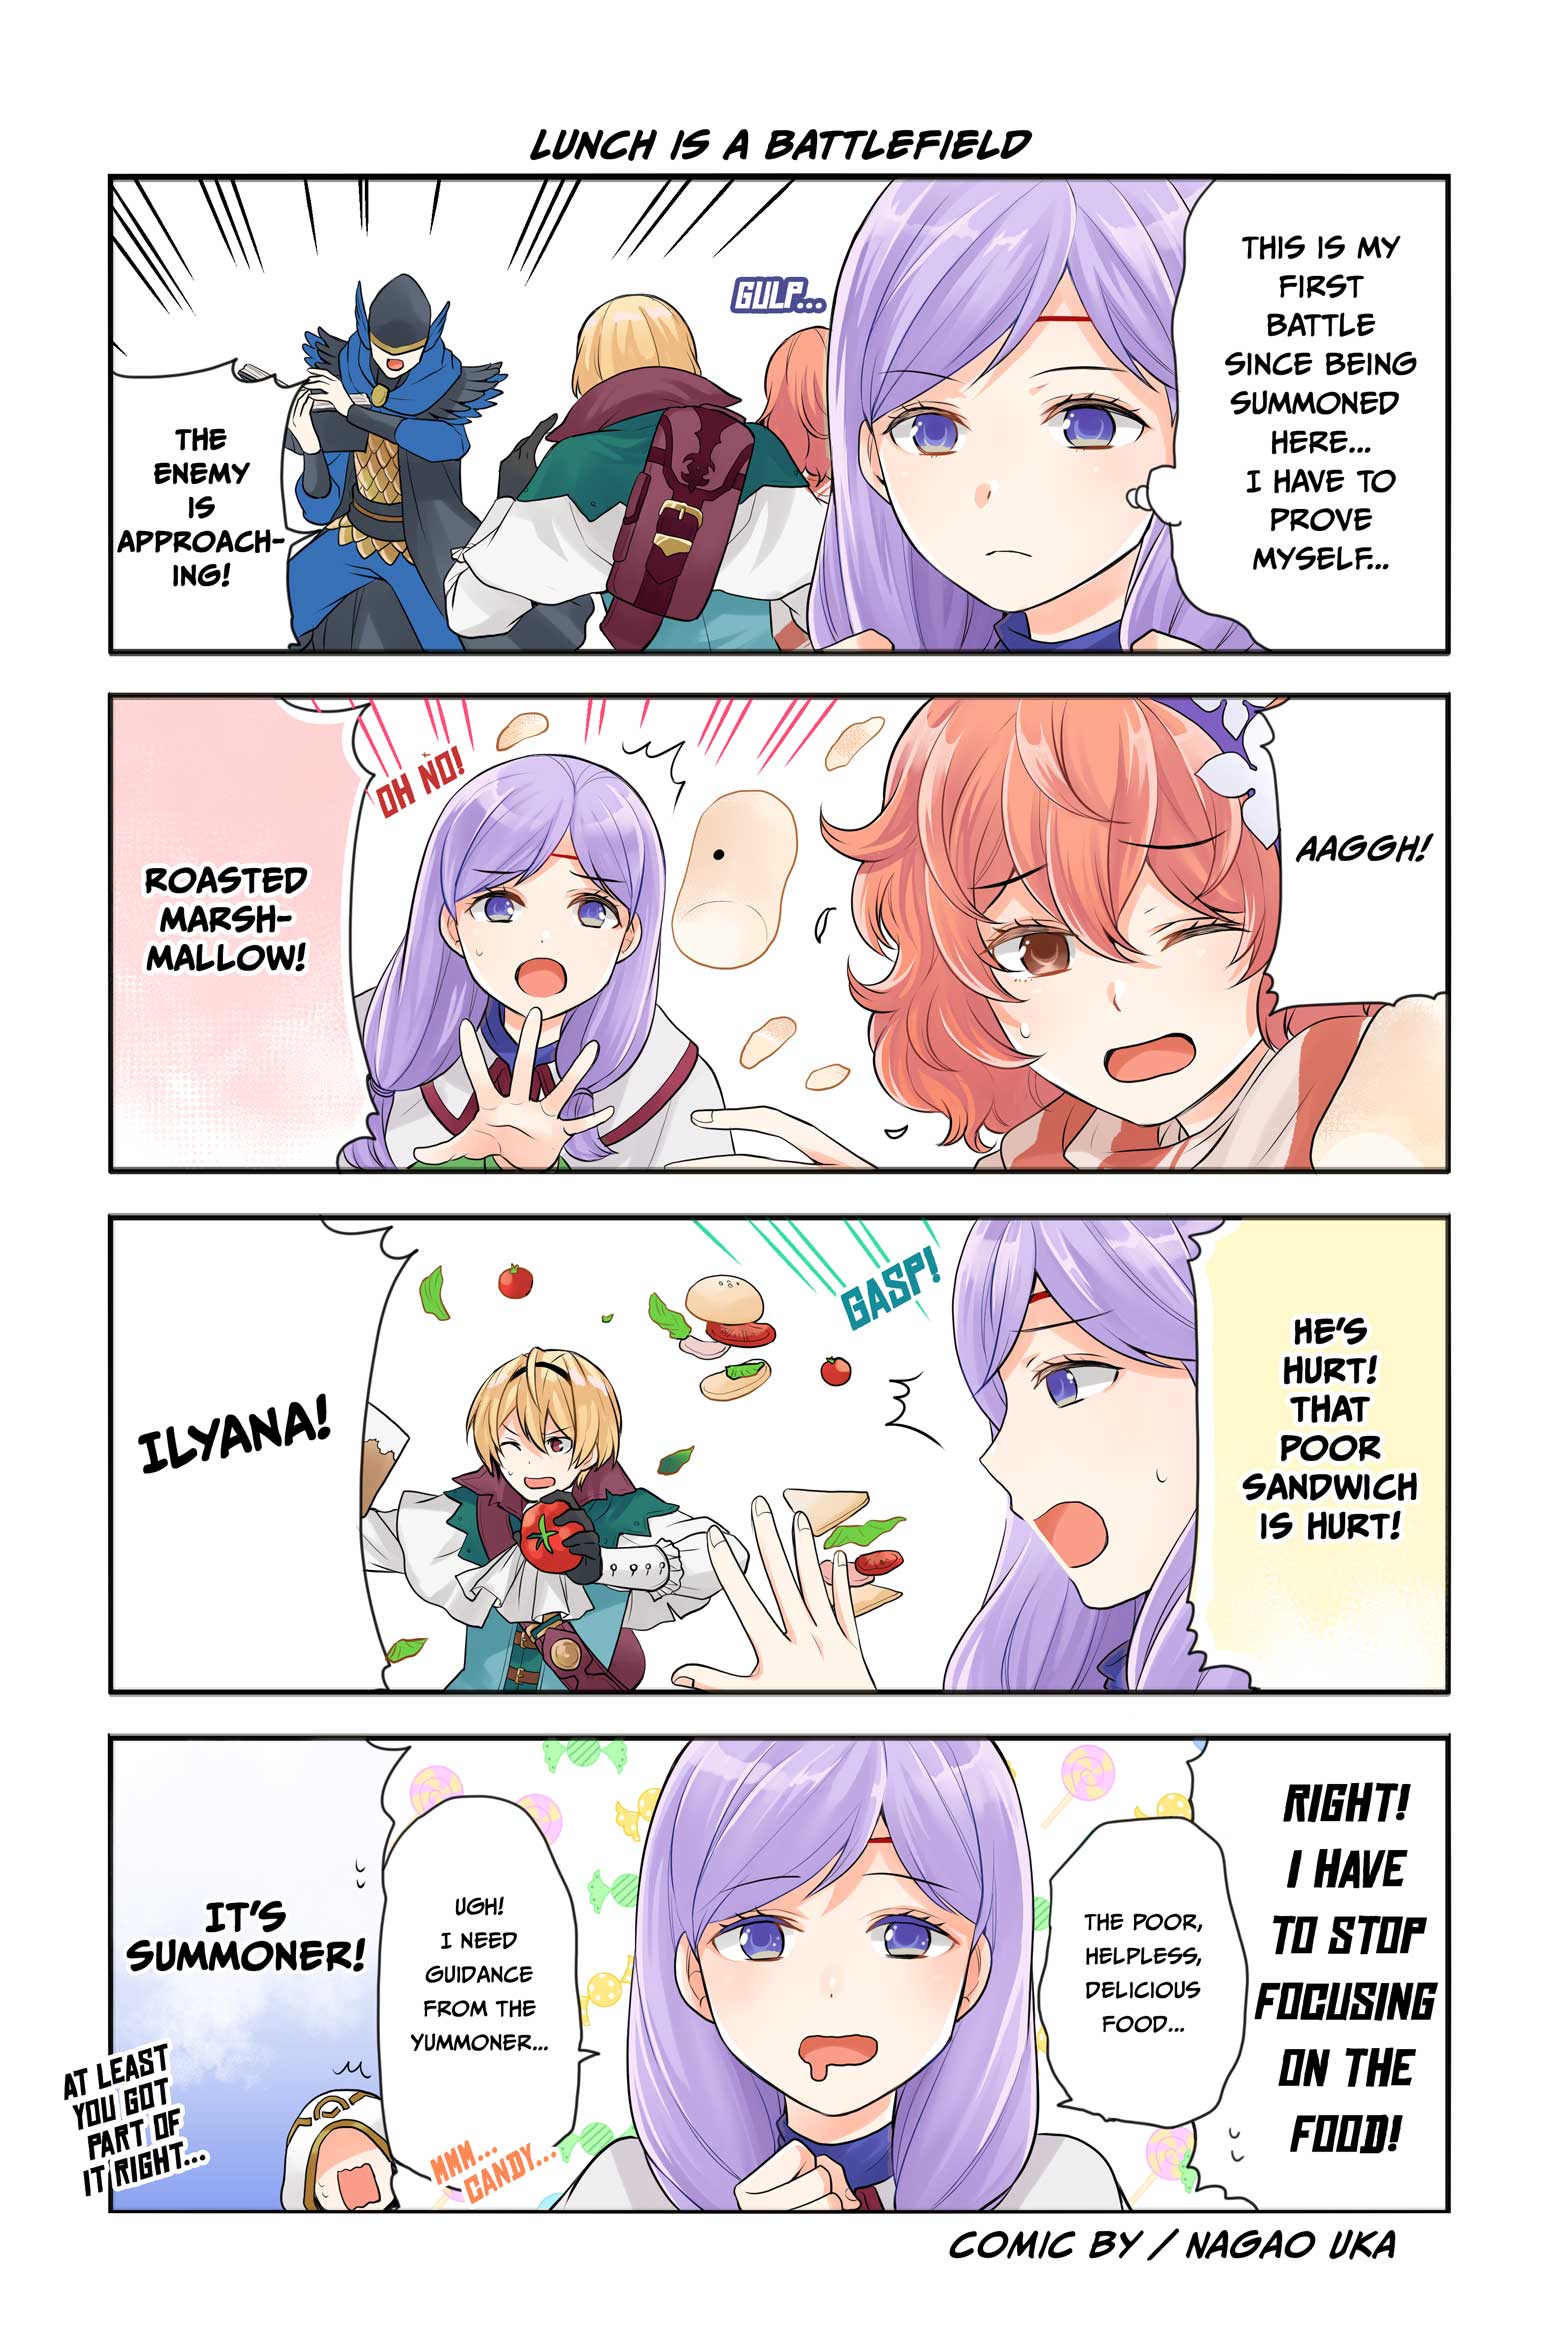 LUNCH IS A BATTLEFIELD
THIS IS MY
FIRST
BATTLE
SINCE BEING
SUMMONED
HERE...
I HAVE TO
PROVE
MYSELF...
GULP...
THE
ENEMY
IS
APPROACH-
ING!
AAGGH!
OH NO!
ROASTED
MARSH-
MALLOW!
HE'S
HURT!
THAT
POOR
SANDWICH
IS HURT!
GASP!
ILYANA!
RIGHT!
I HAVE
TO STOP
FOCUSING
ON THE
FOOD!
THE POOR,
HELPLESS,
DELICIOUS
FOOD...
UGH!
I NEED
GUIDANCE
FROM THE
YUMMONER...
MMM...
CANDY...
IT'S
SUMMONER!
AT LEAST
YOU GOT
PART OF
IT RIGHT...
COMIC BY / NAGAO UKA